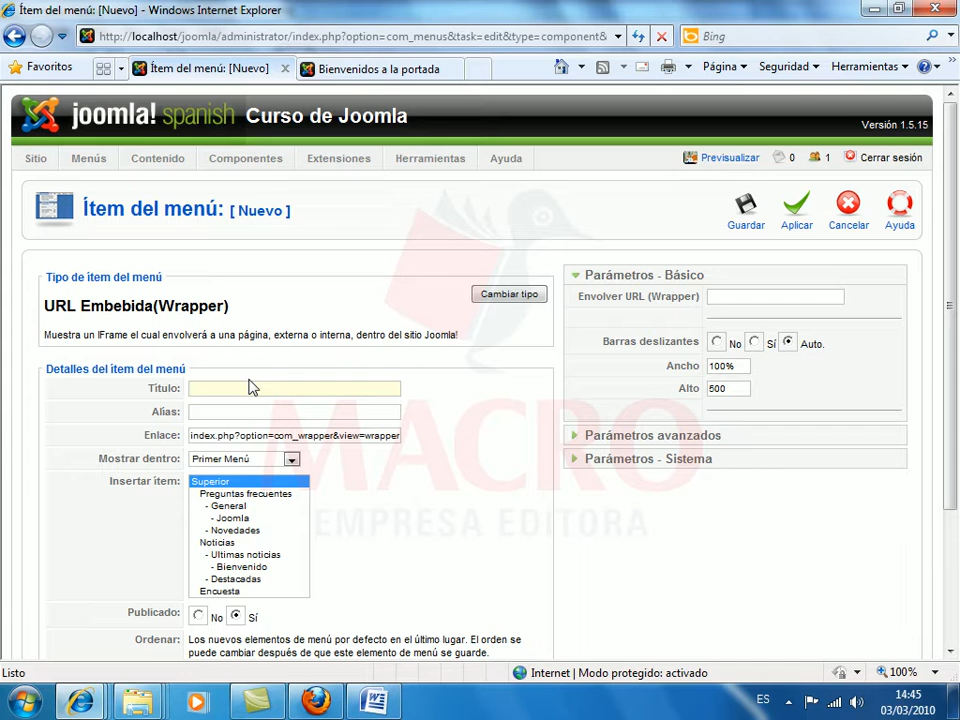 Ítem del menú: [Nuevo] - Windows Internet Explorer
http://localhost/joomla/administrator/index.php?option=com_menus&task=edit&type=component&
Bing
Favoritos
Ítem del menú: [Nuevo]
Bienvenidos a la portada
Página
Seguridad
Herramientas
joomla! spanish Curso de Joomla
Versión 1.5.15
Sitio Menús Contenido Componentes Extensiones Herramientas Ayuda
Previsualizar 0 1 Cerrar sesión
Ítem del menú: [ Nuevo ]
Guardar Aplicar Cancelar Ayuda
Tipo de ítem del menú
URL Embebida(Wrapper)
Cambiar tipo
Muestra un IFrame el cual envolverá a una página, externa o interna, dentro del sitio Joomla!
Detalles del ítem del menú
Título:
Alías:
Enlace: index.php?option=com_wrapper&view=wrapper
Mostrar dentro: Primer Menú
Insertar ítem: Superior
Preguntas frecuentes
- General
- Joomla
- Novedades
Noticias
- Ultimas noticias
- Bienvenido
- Destacadas
Encuesta
Publicado: No Sí
Ordenar: Los nuevos elementos de menú por defecto en el último lugar. El orden se
puede cambiar después de que este elemento de menú se guarde.
Parámetros - Básico
Envolver URL (Wrapper)
Barras deslizantes No Sí Auto.
Ancho 100%
Alto 500
Parámetros avanzados
Parámetros - Sistema
MACRO
EMPRESA EDITORA
Listo
Internet | Modo protegido: activado
100%
ES
14:45
03/03/2010